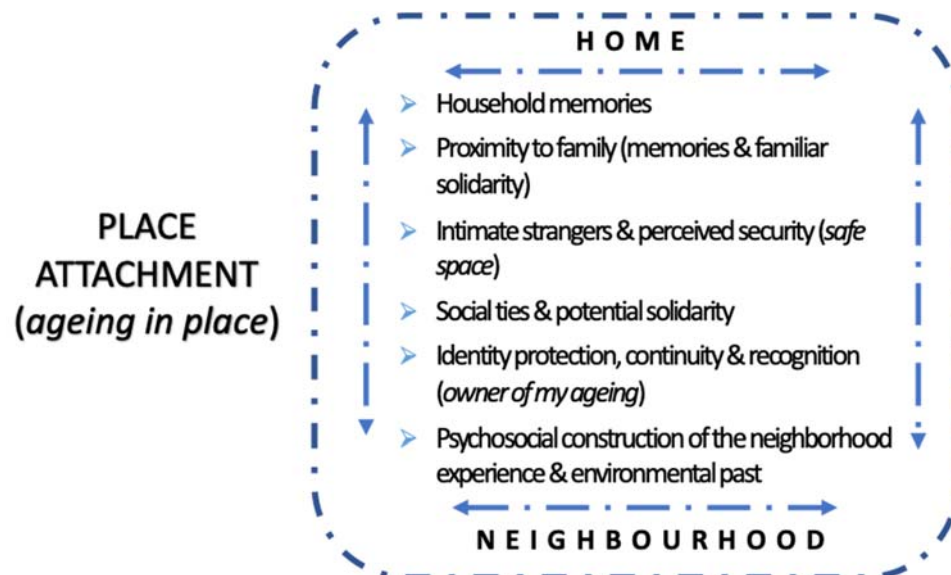 HOME
➢ Household memories
➢ Proximity to family (memories & familiar
solidarity)
➢ Intimate strangers & perceived security (safe
space)
➢ Social ties & potential solidarity
➢ Identity protection, continuity & recognition
(owner of my ageing)
➢ Psychosocial construction of the neighborhood
experience & environmental past
NEIGHBOURHOOD
PLACE
ATTACHMENT
(ageing in place)